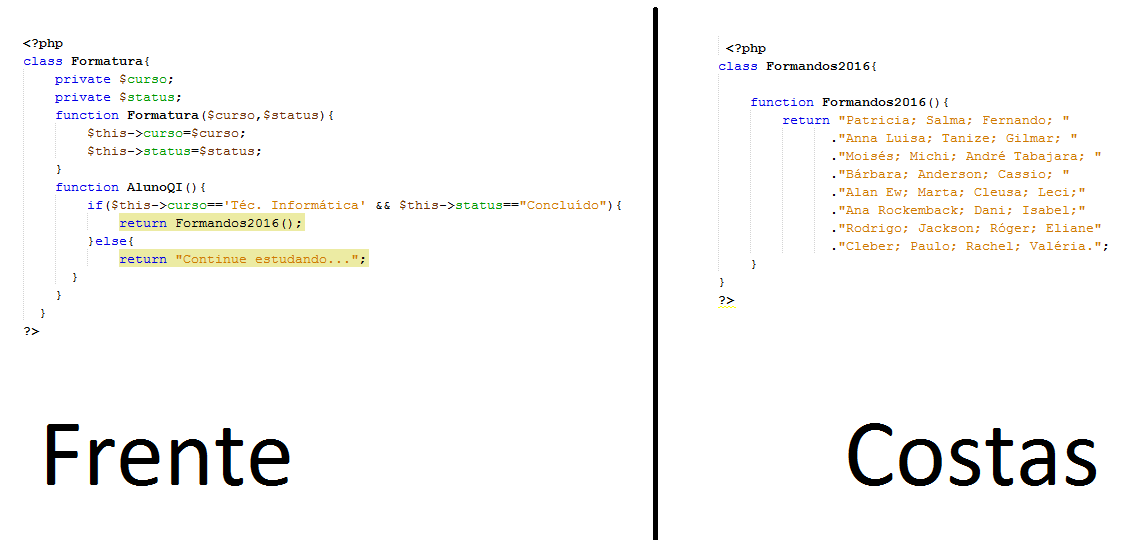 <?php
class Formatura{
private $curso;
private $status;
function Formatura($curso,$status){
$this->curso=$curso;
$this->status=$status;
}
function AlunoQI(){
if($this->curso=='Téc. Informática' && $this->status=="Concluído"){
return Formandos2016();
}else{
return "Continue estudando...";
}
}
}
?>
Frente
<?php
class Formandos2016{
function Formandos2016(){
return "Patricia; Salma; Fernando; "
."Anna Luisa; Tanize; Gilmar; "
."Moisés; Michi; André Tabajara; "
."Bárbara; Anderson; Cassio; "
."Alan Ew; Marta; Cleusa; Leci;"
."Ana Rockemback; Dani; Isabel;"
."Rodrigo; Jackson; Róger; Eliane"
."Cleber; Paulo; Rachel; Valéria.";
}
}
?>
Costas